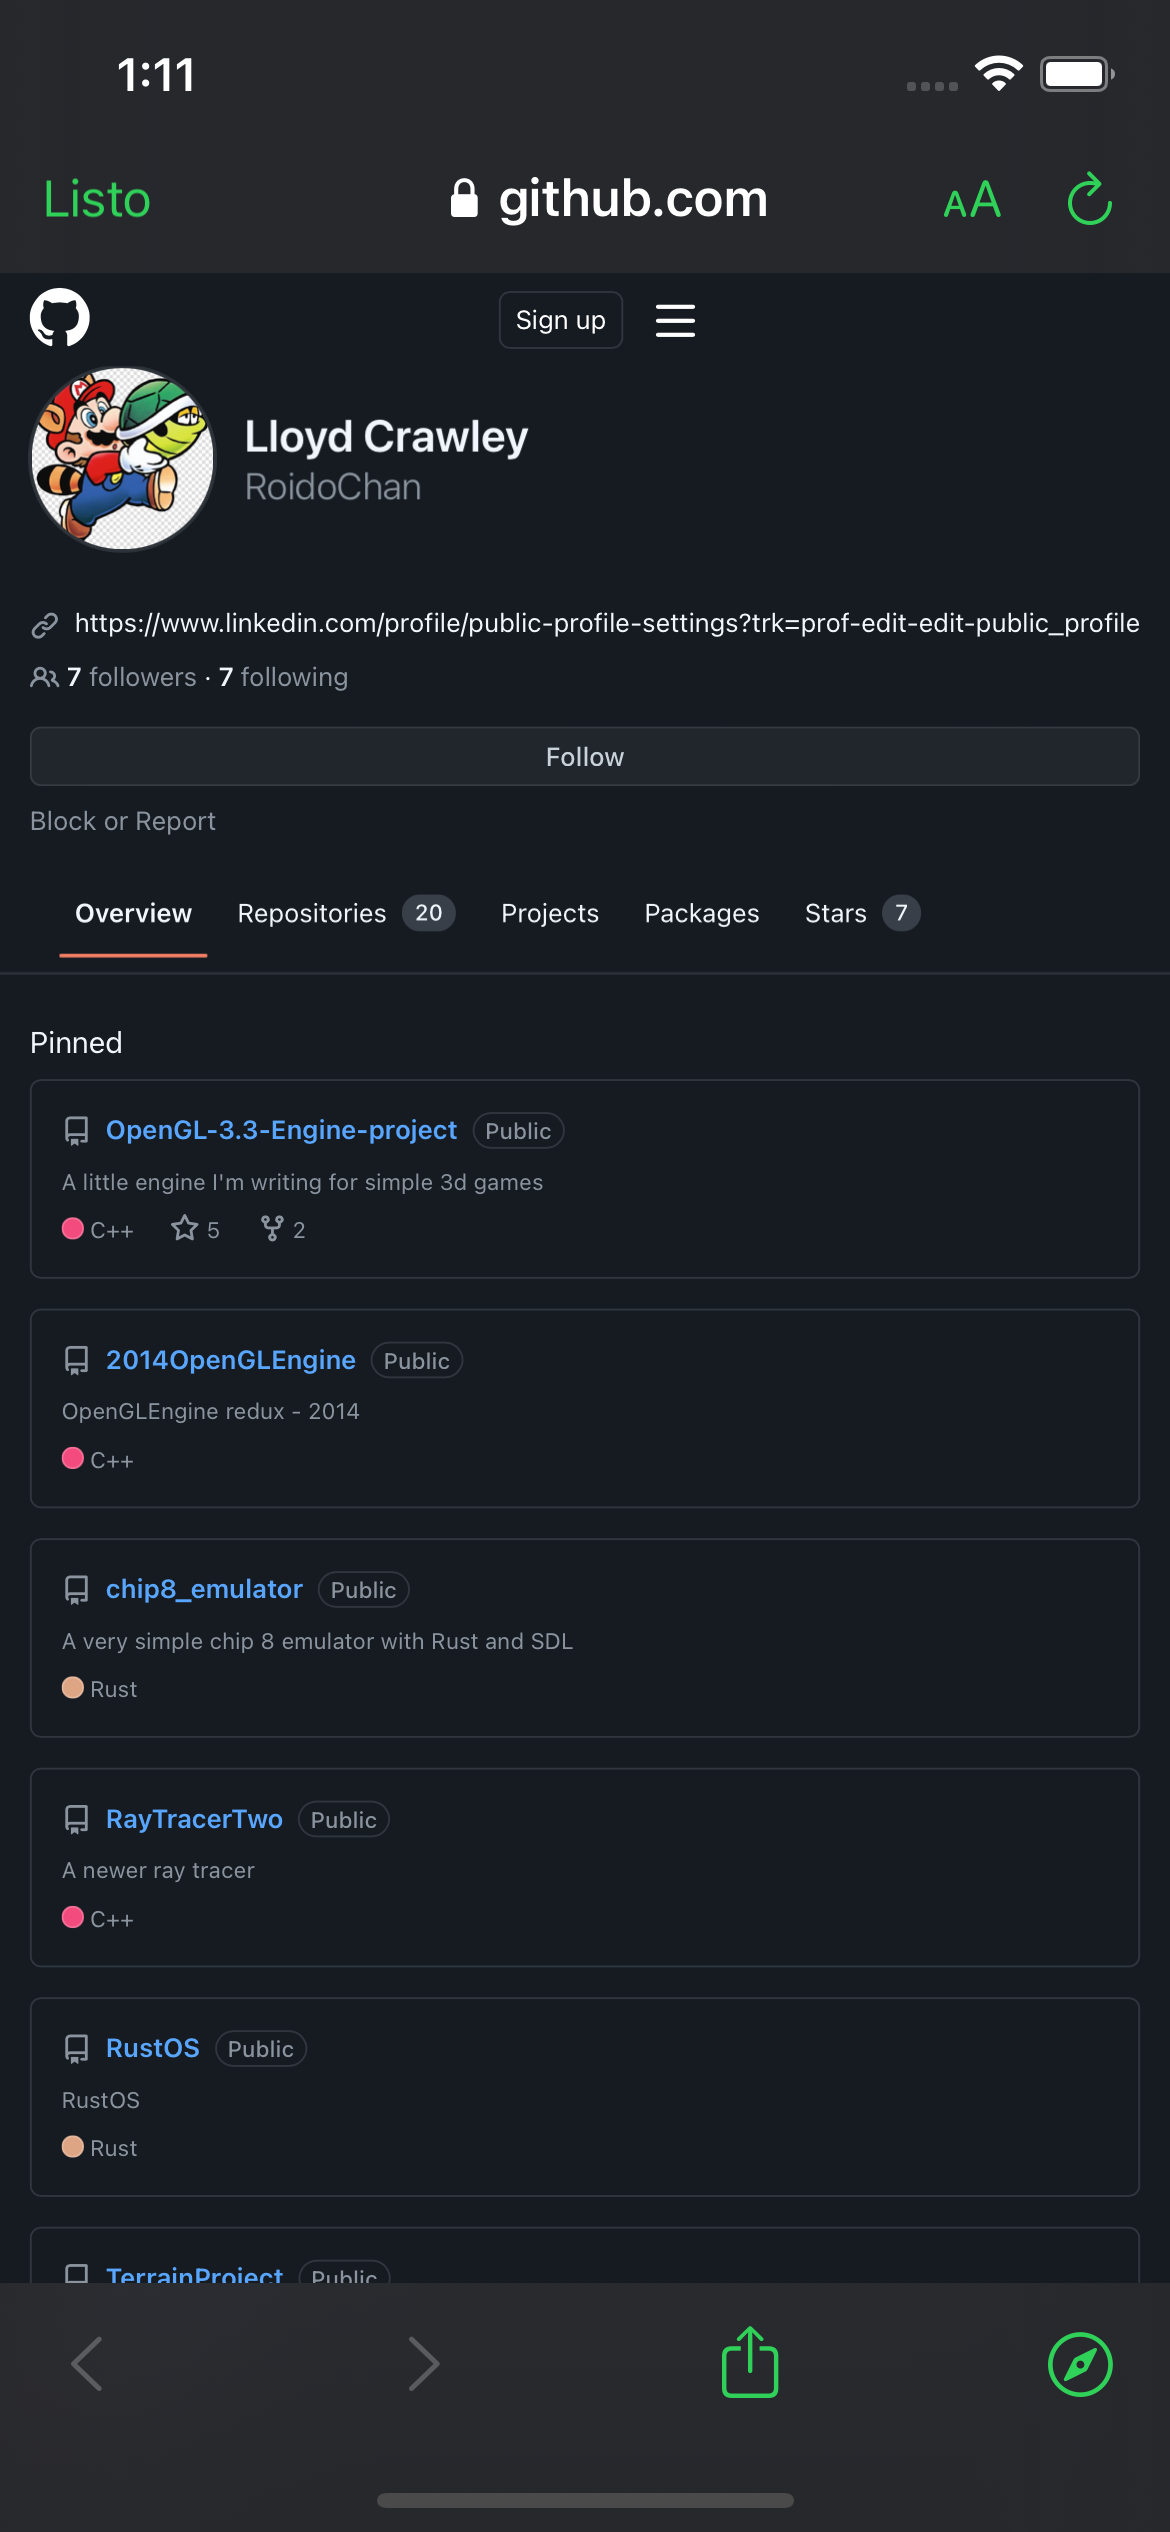 1:11
Listo
github.com
AA
Sign up
Lloyd Crawley
RoidoChan
https://www.linkedin.com/profile/public-profile-settings?trk=prof-edit-edit-public_profile
7 followers · 7 following
Follow
Block or Report
Overview Repositories 20 Projects Packages Stars 7
Pinned
OpenGL-3.3-Engine-project Public
A little engine I'm writing for simple 3d games
C++ 5 2
2014OpenGLEngine Public
OpenGLEngine redux - 2014
C++
chip8_emulator Public
A very simple chip 8 emulator with Rust and SDL
Rust
RayTracerTwo Public
A newer ray tracer
C++
RustOS Public
RustOS
Rust
TerrainProject Public